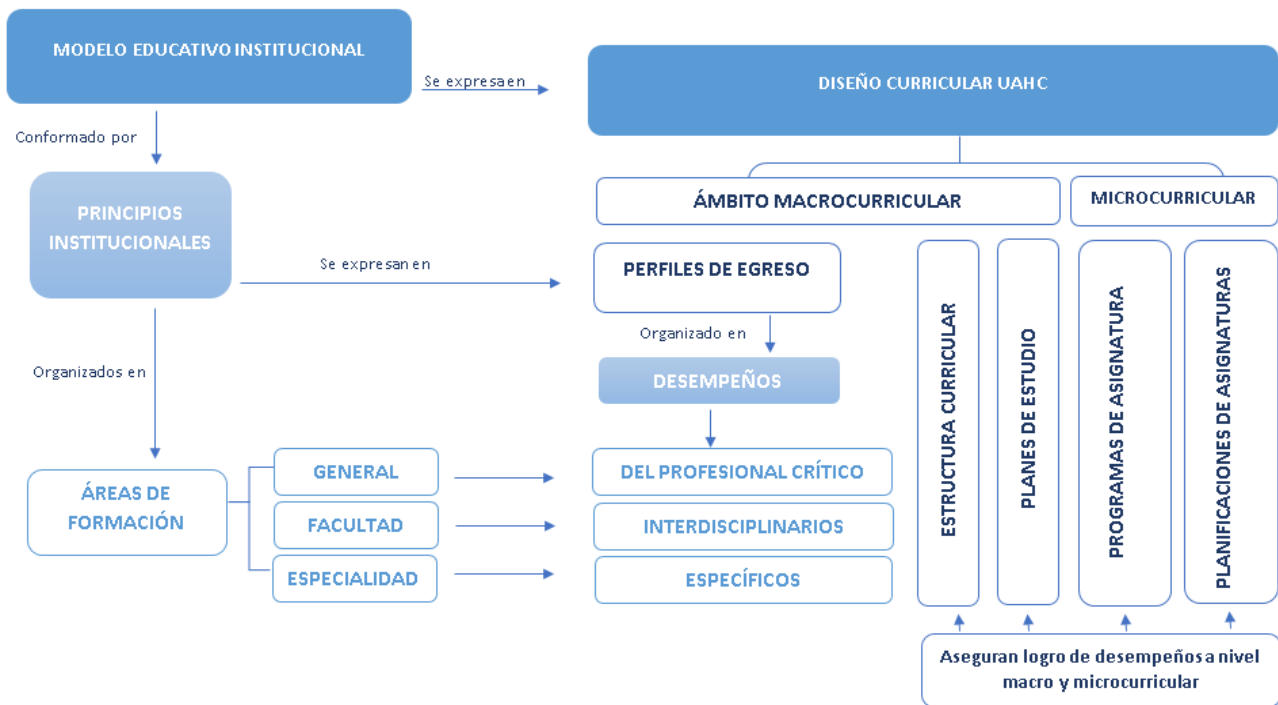 MODELO EDUCATIVO INSTITUCIONAL
Se expresa en
DISEÑO CURRICULAR UAHC
Conformado por
ÁMBITO MACROCURRICULAR
MICROCURRICULAR
PRINCIPIOS
INSTITUCIONALES
Se expresan en
PERFILES DE EGRESO
Organizado en
Organizados en
DESEMPEÑOS
ÁREAS DE
FORMACIÓN
GENERAL
DEL PROFESIONAL CRÍTICO
FACULTAD
INTERDISCIPLINARIOS
ESPECIALIDAD
ESPECÍFICOS
ESTRUCTURA CURRICULAR
PLANES DE ESTUDIO
PROGRAMAS DE ASIGNATURA
PLANIFICACIONES DE ASIGNATURAS
Aseguran logro de desempeños a nivel
macro y microcurricular